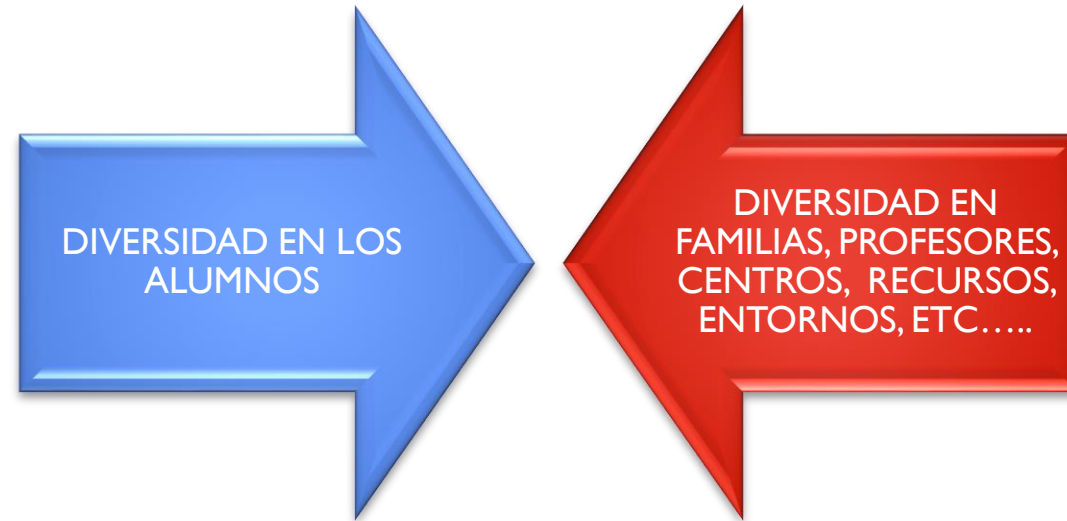 DIVERSIDAD EN LOS
ALUMNOS
DIVERSIDAD EN
FAMILIAS, PROFESORES,
CENTROS, RECURSOS,
ENTORNOS, ETC…..